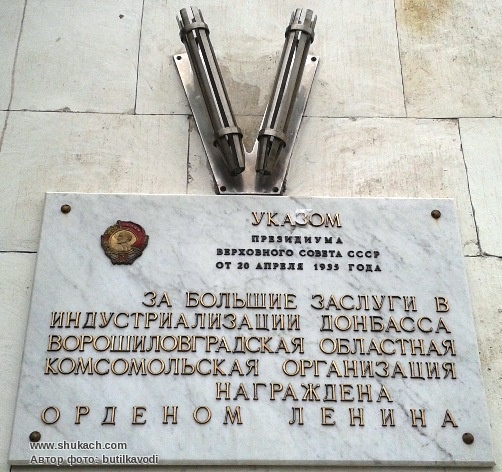 УКАЗОМ
ПРЕЗИДИУМА
ВЕРХОВНОГО СОВЕТА СССР
ОТ 20 АПРЕЛЯ 1935 ГОДА
ЗА БОЛЬШИЕ ЗАСЛУГИ В
ИНДУСТРИАЛИЗАЦИИ ДОНБАССА
ВОРОШИЛОВГРАДСКАЯ ОБЛАСТНАЯ
КОМСОМОЛЬСКАЯ ОРГАНИЗАЦИЯ
НАГРАЖДЕНА
ОРДЕНОМ ЛЕНИНА
www.shukach.com
Автор фото: butilkavodi